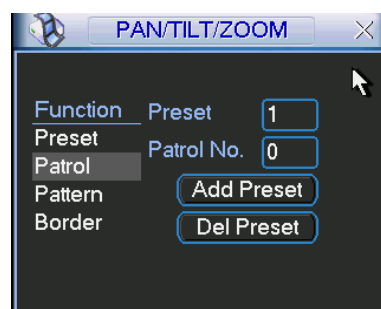 PAN/TILT/ZOOM
Function
Preset
Patrol
Pattern
Border
Preset 1
Patrol No. 0
Add Preset
Del Preset